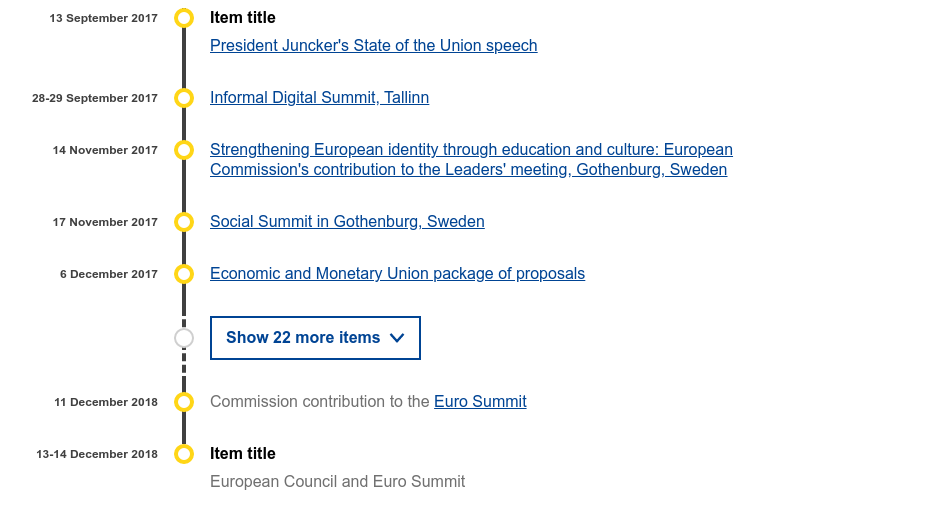 13 September 2017
Item title
President Juncker's State of the Union speech
28-29 September 2017
Informal Digital Summit, Tallinn
14 November 2017
Strengthening European identity through education and culture: European
Commission's contribution to the Leaders' meeting, Gothenburg, Sweden
17 November 2017
Social Summit in Gothenburg, Sweden
6 December 2017
Economic and Monetary Union package of proposals
Show 22 more items
11 December 2018
Commission contribution to the Euro Summit
13-14 December 2018
Item title
European Council and Euro Summit